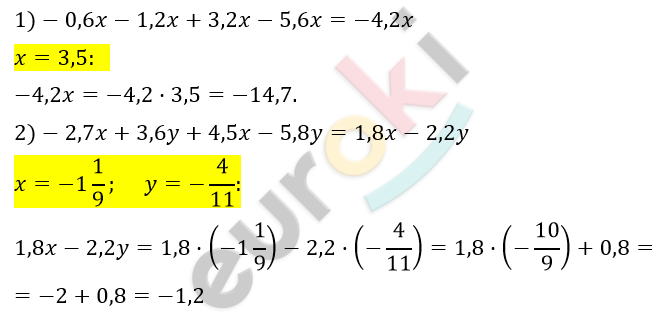 1) − 0,6x − 1,2x + 3,2x − 5,6x = −4,2x
x = 3,5:
−4,2x = −4,2 · 3,5 = −14,7.
2) − 2,7x + 3,6y + 4,5x − 5,8y = 1,8x − 2,2y
x = −1 1/9; y = − 4/11:
1,8x − 2,2y = 1,8 · (−1 1/9) − 2,2 · (− 4/11) = 1,8 · (− 10/9) + 0,8 =
= −2 + 0,8 = −1,2
euroki